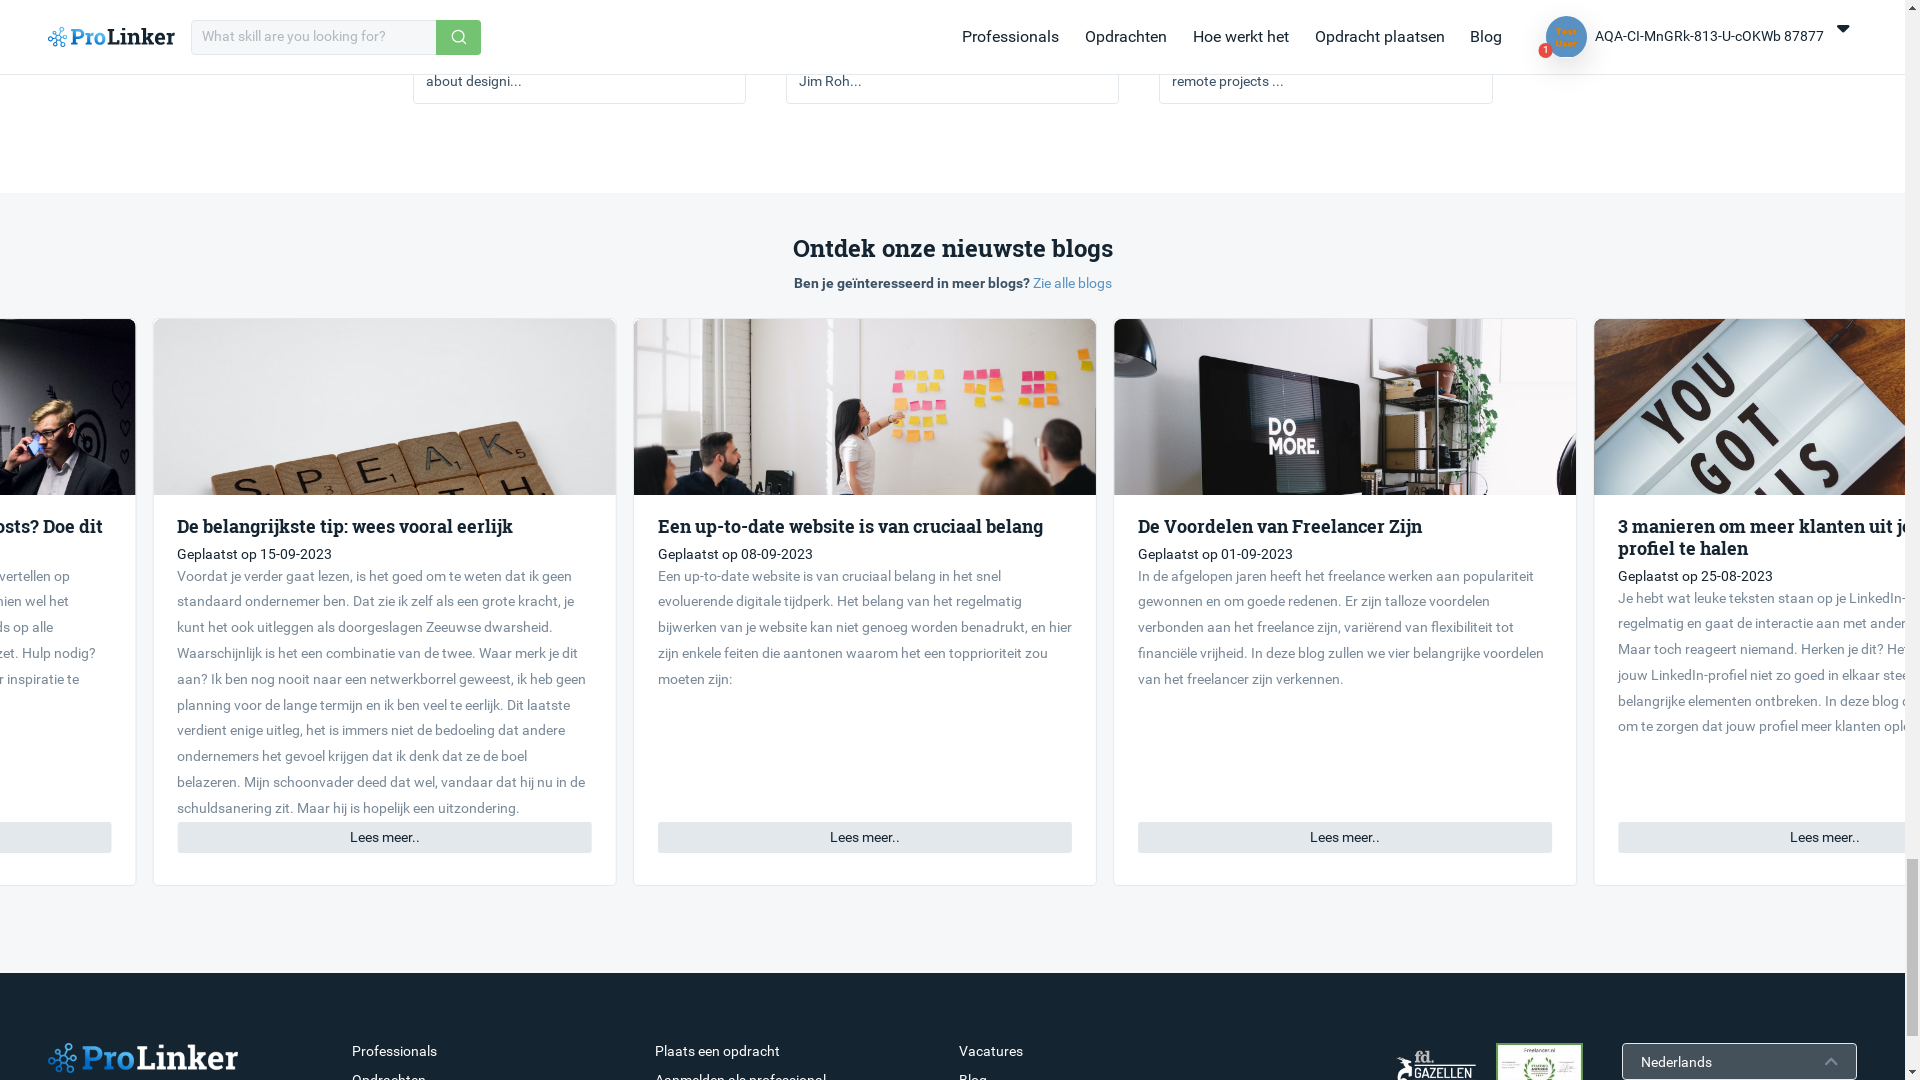 ProLinker
What skill are you looking for?
Professionals
Opdrachten
Hoe werkt het
Opdracht plaatsen
Blog
Test User
1
AQA-CI-MnGRk-813-U-cOKWb 87877
about designi...
Jim Roh...
remote projects ...
Ontdek onze nieuwste blogs
Ben je geïnteresseerd in meer blogs? Zie alle blogs
osts? Doe dit
vertellen op
nien wel het
ds op alle
zet. Hulp nodig?
r inspiratie te
SPEAK
De belangrijkste tip: wees vooral eerlijk
Geplaatst op 15-09-2023
Voordat je verder gaat lezen, is het goed om te weten dat ik geen
standaard ondernemer ben. Dat zie ik zelf als een grote kracht, je
kunt het ook uitleggen als doorgeslagen Zeeuwse dwarsheid.
Waarschijnlijk is het een combinatie van de twee. Waar merk je dit
aan? Ik ben nog nooit naar een netwerkborrel geweest, ik heb geen
planning voor de lange termijn en ik ben veel te eerlijk. Dit laatste
verdient enige uitleg, het is immers niet de bedoeling dat andere
ondernemers het gevoel krijgen dat ik denk dat ze de boel
belazeren. Mijn schoonvader deed dat wel, vandaar dat hij nu in de
schuldsanering zit. Maar hij is hopelijk een uitzondering.
Lees meer..
Een up-to-date website is van cruciaal belang
Geplaatst op 08-09-2023
Een up-to-date website is van cruciaal belang in het snel
evoluerende digitale tijdperk. Het belang van het regelmatig
bijwerken van je website kan niet genoeg worden benadrukt, en hier
zijn enkele feiten die aantonen waarom het een topprioriteit zou
moeten zijn:
Lees meer..
DO
MORE.
De Voordelen van Freelancer Zijn
Geplaatst op 01-09-2023
In de afgelopen jaren heeft het freelance werken aan populariteit
gewonnen en om goede redenen. Er zijn talloze voordelen
verbonden aan het freelance zijn, variërend van flexibiliteit tot
financiële vrijheid. In deze blog zullen we vier belangrijke voordelen
van het freelancer zijn verkennen.
Lees meer..
YOU
GOT
3 manieren om meer klanten uit je
profiel te halen
Geplaatst op 25-08-2023
Je hebt wat leuke teksten staan op je LinkedIn-
regelmatig en gaat de interactie aan met ander
Maar toch reageert niemand. Herken je dit? He
jouw LinkedIn-profiel niet zo goed in elkaar stee
belangrijke elementen ontbreken. In deze blog
om te zorgen dat jouw profiel meer klanten ople
Lees meer..
ProLinker
Professionals
Opdrachten
Plaats een opdracht
Aanmelden als professional
Vacatures
Blog
fd.
GAZELLEN
Freelancer.nl
Nederlands